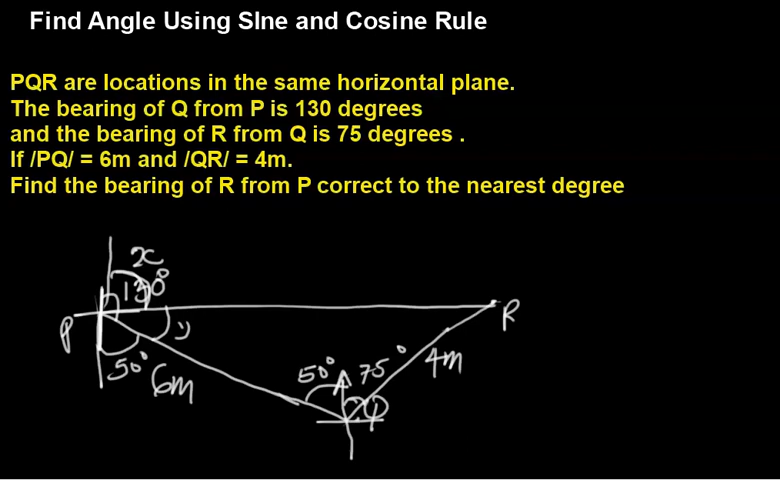 Find Angle Using SIne and Cosine Rule
PQR are locations in the same horizontal plane.
The bearing of Q from P is 130 degrees
and the bearing of R from Q is 75 degrees .
If /PQ/ = 6m and /QR/ = 4m.
Find the bearing of R from P correct to the nearest degree
x
130°
P
R
y
50°
6m
50°
75°
4m
Q